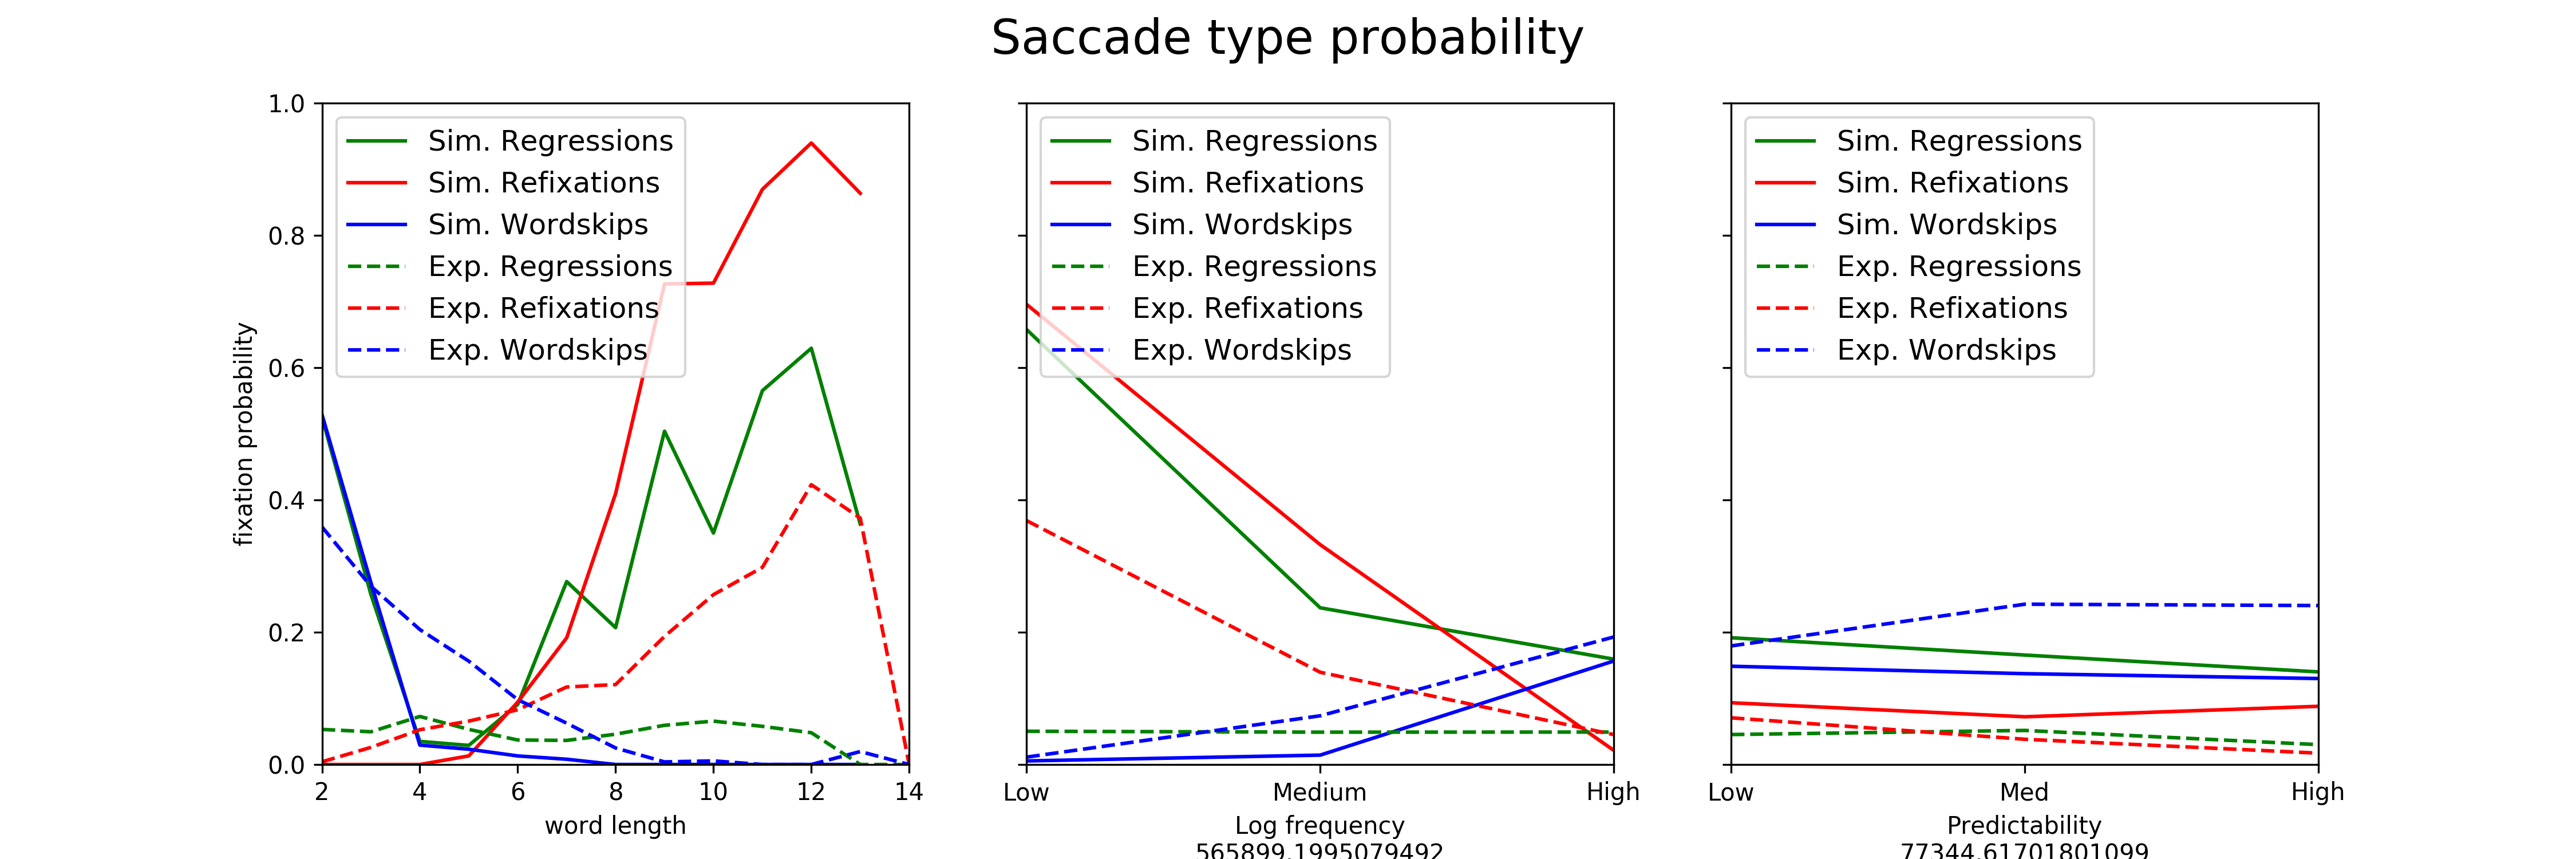 Saccade type probability
1.0
0.8
0.6
0.4
0.2
0.0
fixation probability
Sim. Regressions
Sim. Refixations
Sim. Wordskips
Exp. Regressions
Exp. Refixations
Exp. Wordskips
2 4 6 8 10 12 14
word length
Sim. Regressions
Sim. Refixations
Sim. Wordskips
Exp. Regressions
Exp. Refixations
Exp. Wordskips
Low Medium High
Log frequency
565899.1995079492
Sim. Regressions
Sim. Refixations
Sim. Wordskips
Exp. Regressions
Exp. Refixations
Exp. Wordskips
Low Med High
Predictability
77344.61701801099